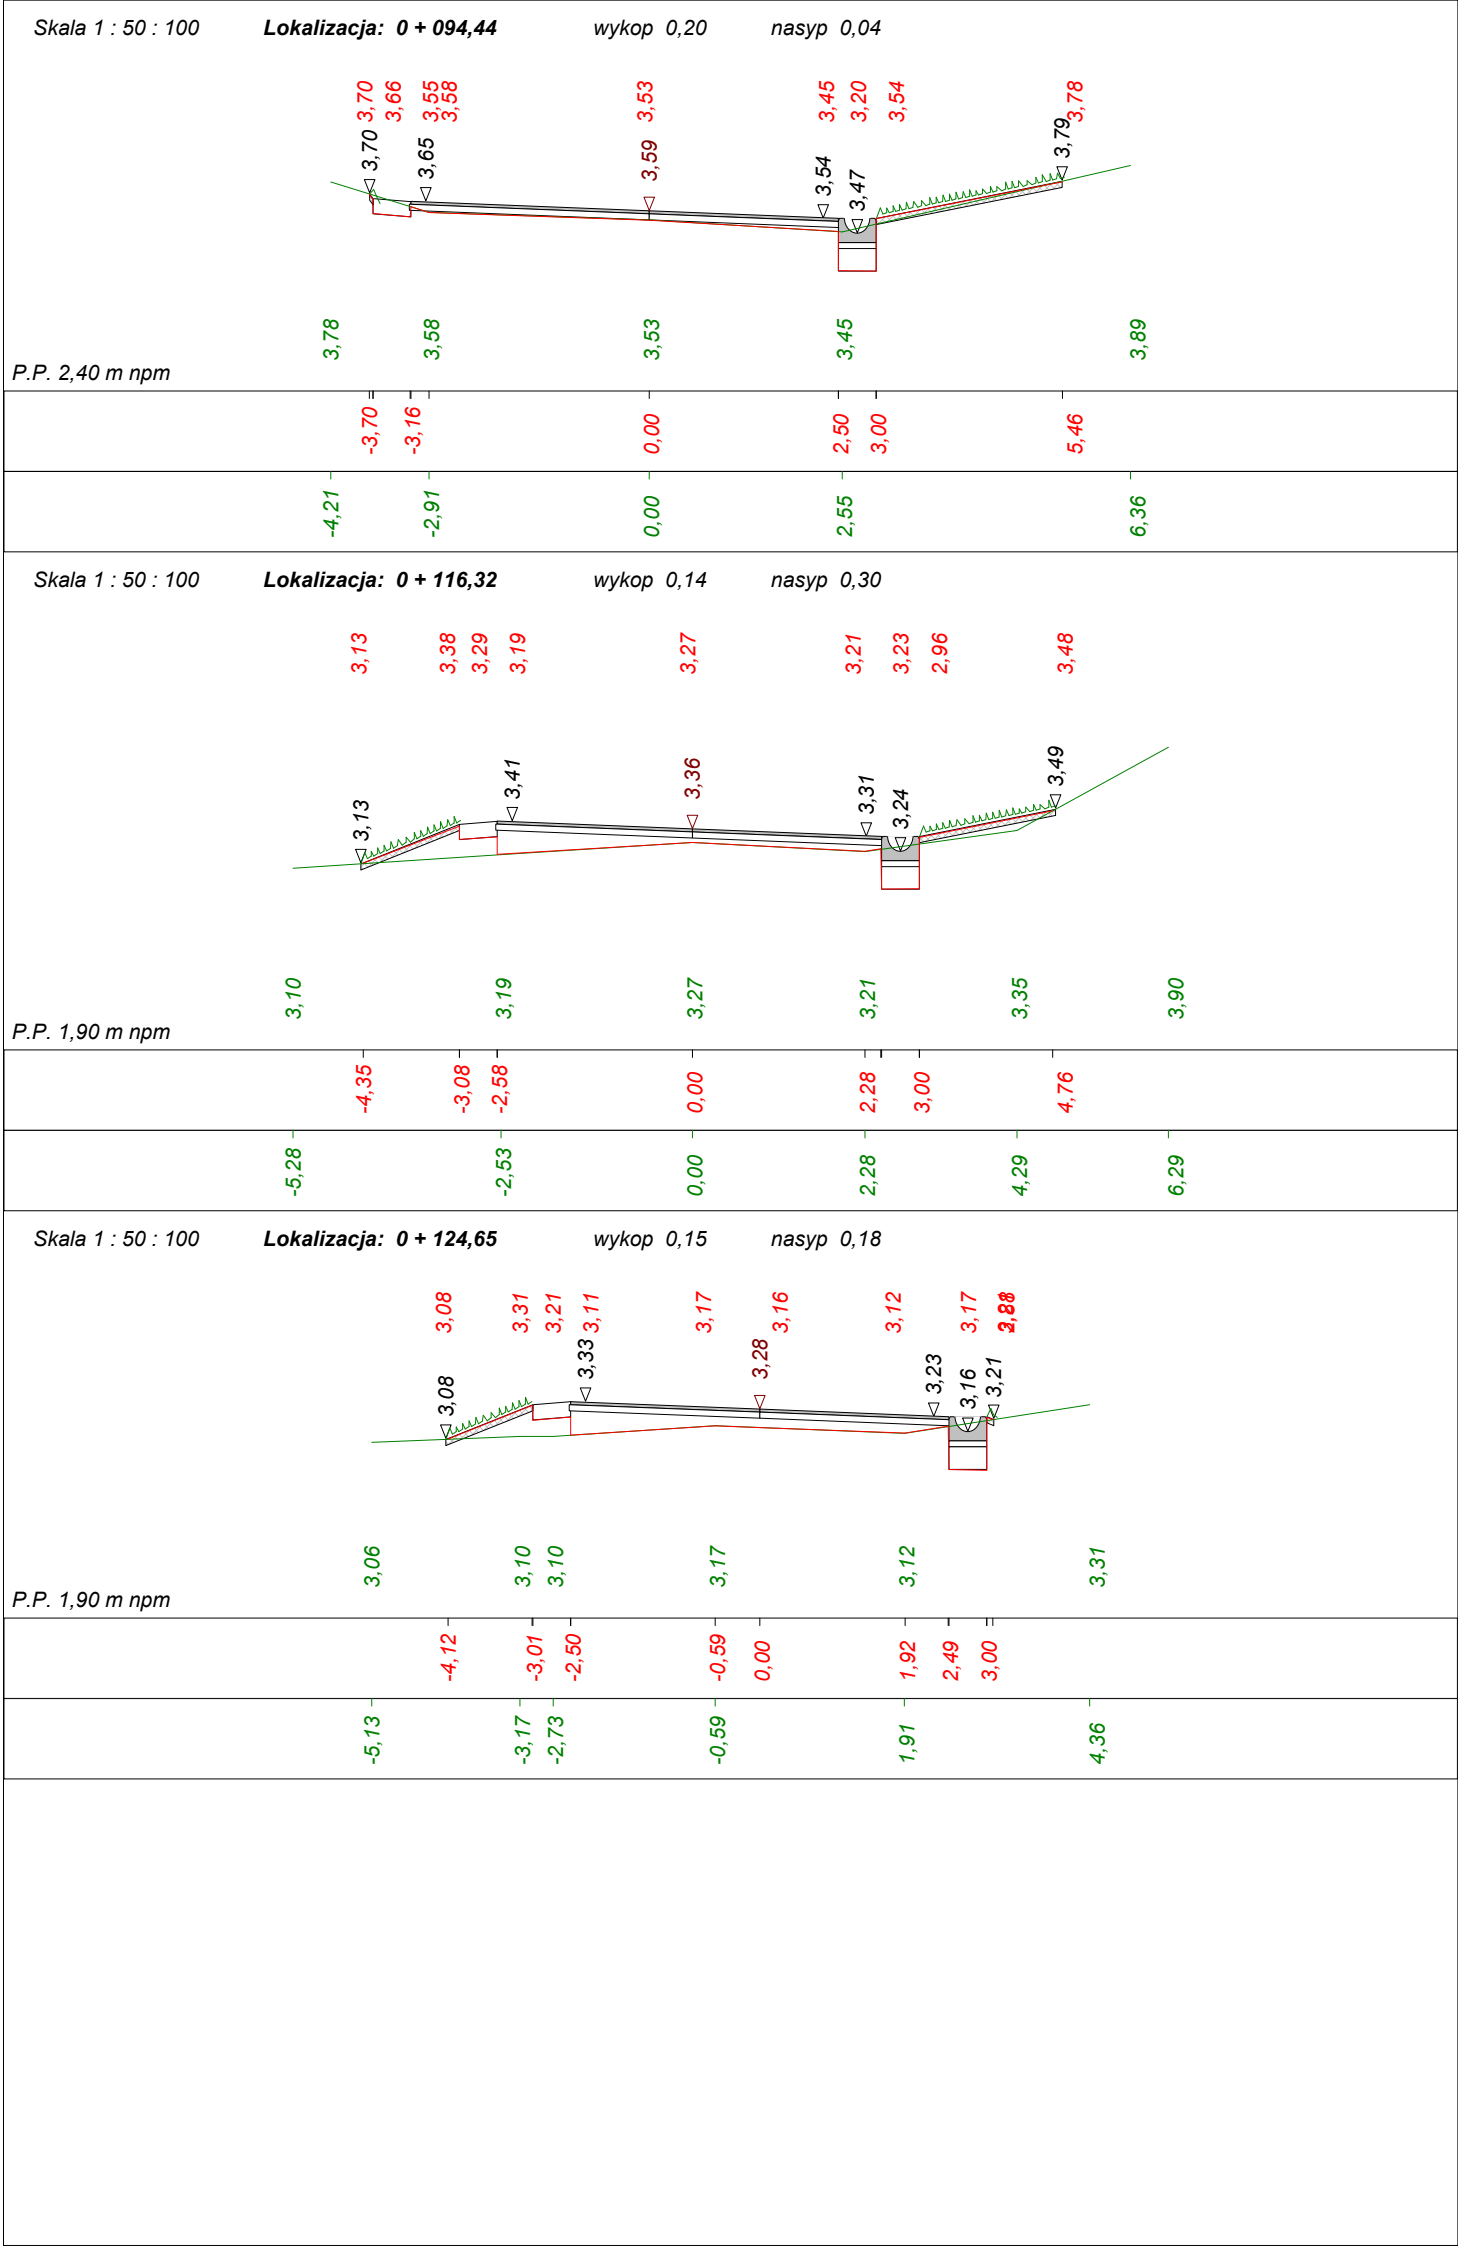 Skala 1 : 50 : 100 Lokalizacja: 0 + 094,44 wykop 0,20 nasyp 0,04
3,70 3,66 3,55 3,58 3,53 3,45 3,20 3,54 3,78
3,70 3,65 3,59 3,54 3,47 3,79
3,78 3,58 3,53 3,45 3,89
P.P. 2,40 m npm
-3,70 -3,16 0,00 2,50 3,00 5,46
-4,21 -2,91 0,00 2,55 6,36
Skala 1 : 50 : 100 Lokalizacja: 0 + 116,32 wykop 0,14 nasyp 0,30
3,13 3,38 3,29 3,19 3,27 3,21 3,23 2,96 3,48
3,13 3,41 3,36 3,31 3,24 3,49
3,10 3,19 3,27 3,21 3,35 3,90
P.P. 1,90 m npm
-4,35 -3,08 -2,58 0,00 2,28 3,00 4,76
-5,28 -2,53 0,00 2,28 4,29 6,29
Skala 1 : 50 : 100 Lokalizacja: 0 + 124,65 wykop 0,15 nasyp 0,18
3,08 3,31 3,21 3,11 3,17 3,16 3,12 3,17
3,08 3,33 3,28 3,23 3,16 3,21
3,06 3,10 3,10 3,17 3,12 3,31
P.P. 1,90 m npm
-4,12 -3,01 -2,50 -0,59 0,00 1,92 2,49 3,00
-5,13 -3,17 -2,73 -0,59 1,91 4,36